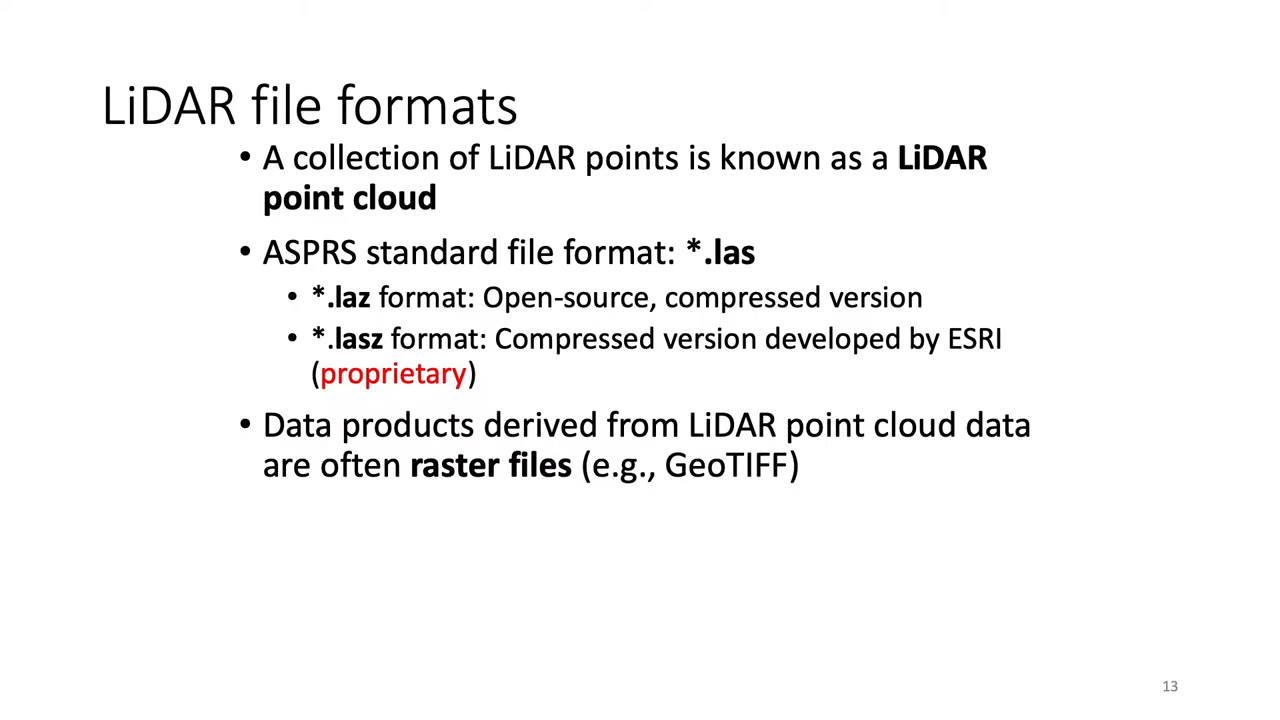 LiDAR file formats
• A collection of LiDAR points is known as a LiDAR
point cloud
• ASPRS standard file format: *.las
• *.laz format: Open-source, compressed version
• *.lasz format: Compressed version developed by ESRI
(proprietary)
• Data products derived from LiDAR point cloud data
are often raster files (e.g., GeoTIFF)
13